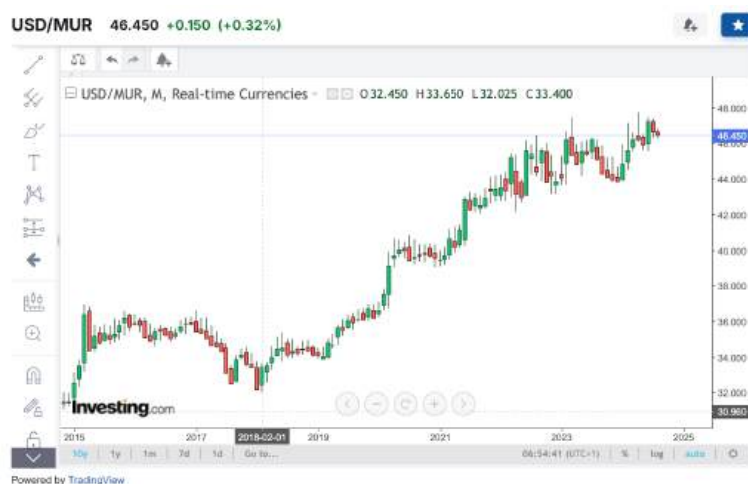 USD/MUR 46.450 +0.150 (+0.32%)
USD/MUR, M, Real-time Currencies O32.450 H33.650 L32.025 C33.400
48.000
46.450
46.000
44.000
42.000
40.000
38.000
36.000
34.000
32.000
30.960
Investing.com
2015 2017 2018-02-01 2019 2021 2023 2025
10y 1y 1m 7d 1d Go to... 06:54:41 (UTC+1) % log auto
Powered by TradingView